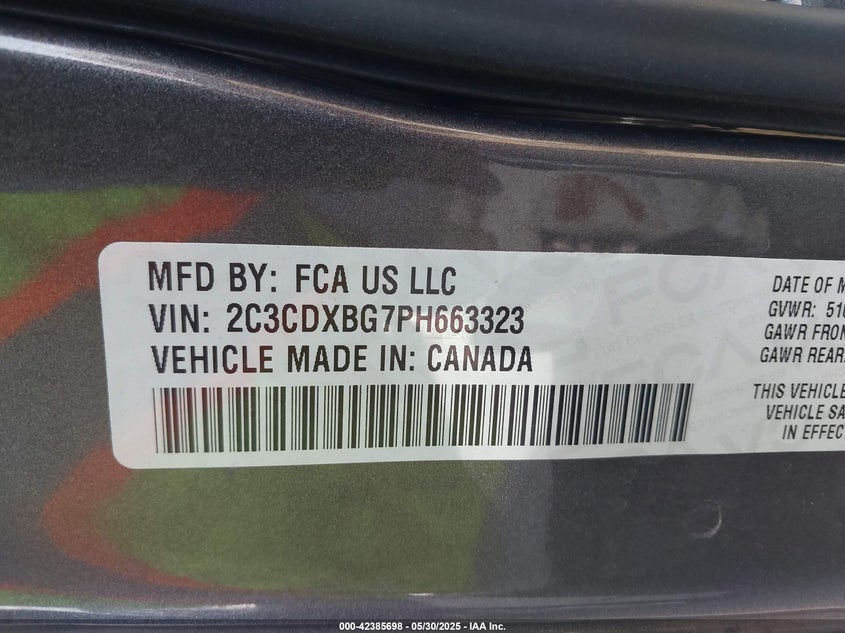 MFD BY: FCA US LLC
VIN: 2C3CDXBG7PH663323
VEHICLE MADE IN: CANADA
DATE OF M
GVWR: 510
GAWR FRON
GAWR REAR
THIS VEHICLE
VEHICLE SA
IN EFFEC
000-42385698 - 05/30/2025 - IAA Inc.